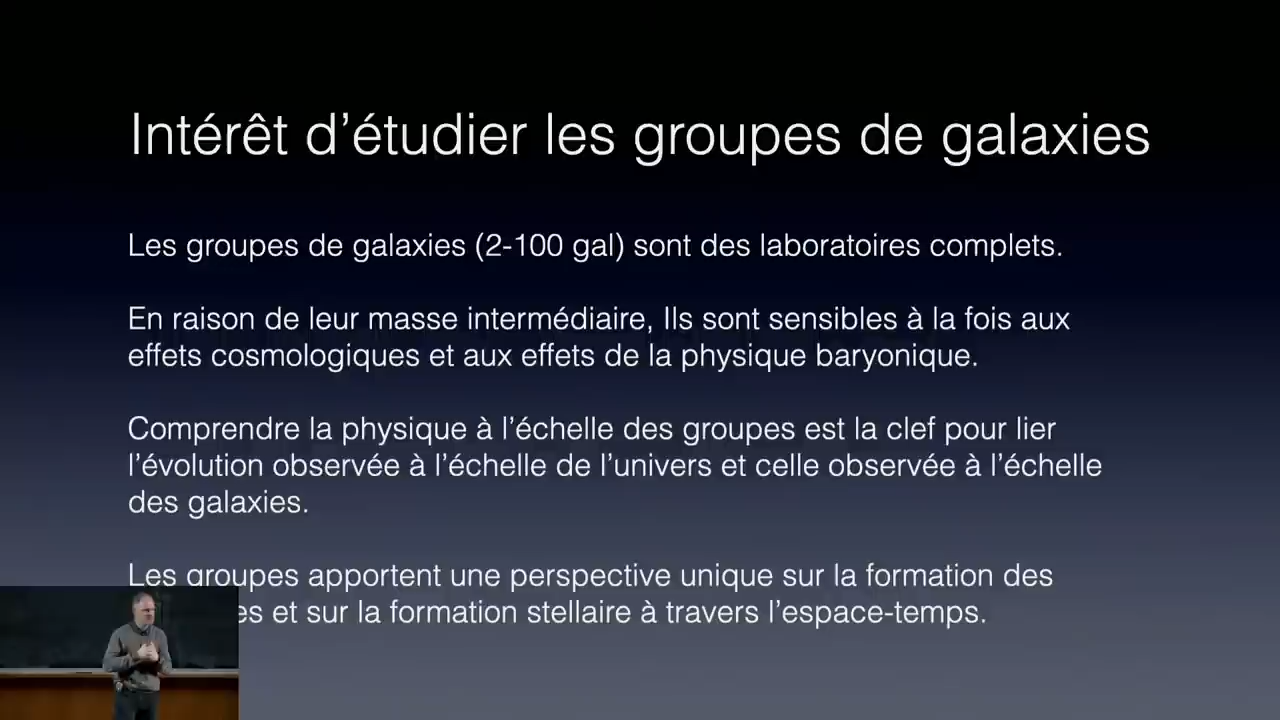 Intérêt d’étudier les groupes de galaxies
Les groupes de galaxies (2-100 gal) sont des laboratoires complets.
En raison de leur masse intermédiaire, Ils sont sensibles à la fois aux
effets cosmologiques et aux effets de la physique baryonique.
Comprendre la physique à l’échelle des groupes est la clef pour lier
l’évolution observée à l’échelle de l’univers et celle observée à l’échelle
des galaxies.
Les groupes apportent une perspective unique sur la formation des
et sur la formation stellaire à travers l’espace-temps.